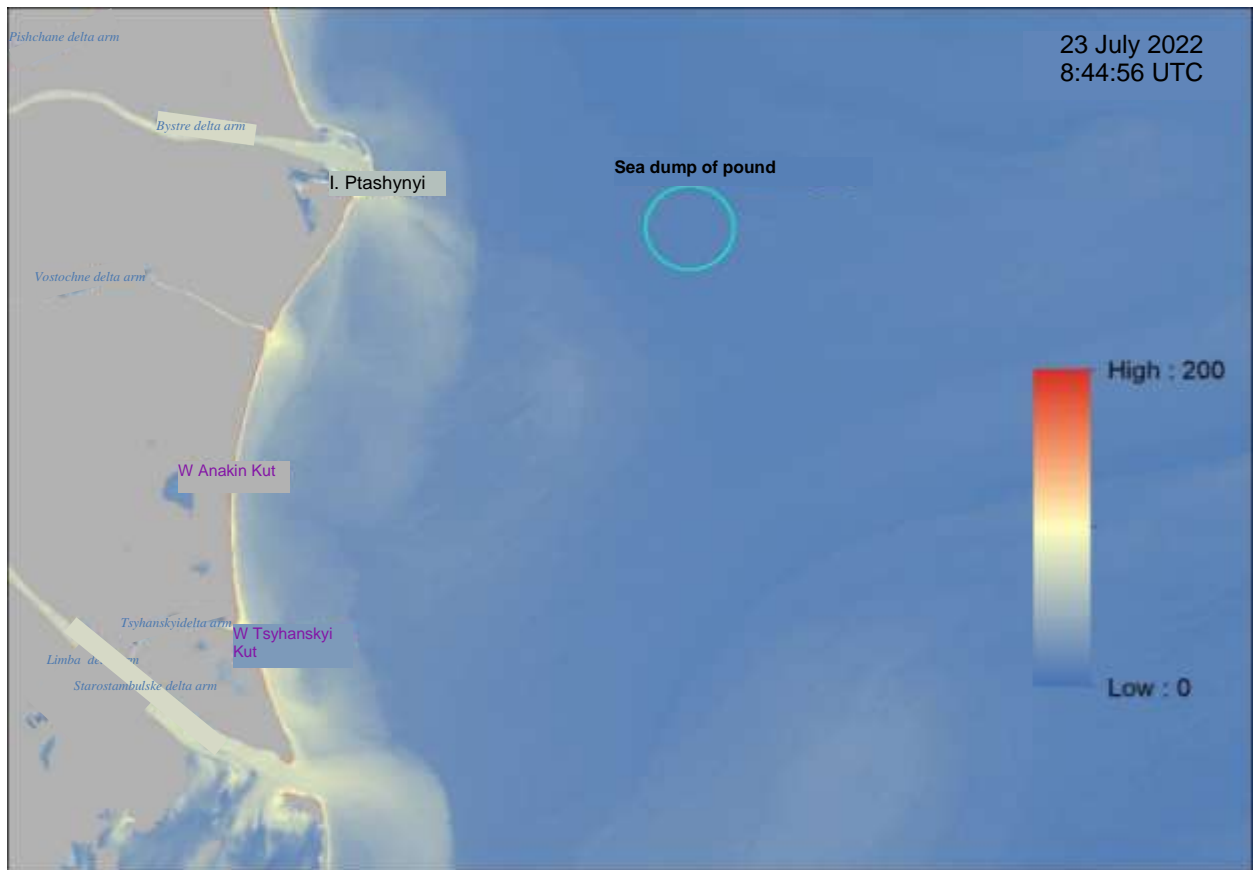 Pishchane delta arm
23 July 2022
8:44:56 UTC
Bystre delta arm
Sea dump of pound
I. Ptashynyi
Vostochne delta arm
High : 200
W Anakin Kut
Tsyhanskyidelta arm
W Tsyhanskyi
Kut
Limba
Starostambulske delta arm
Low : 0